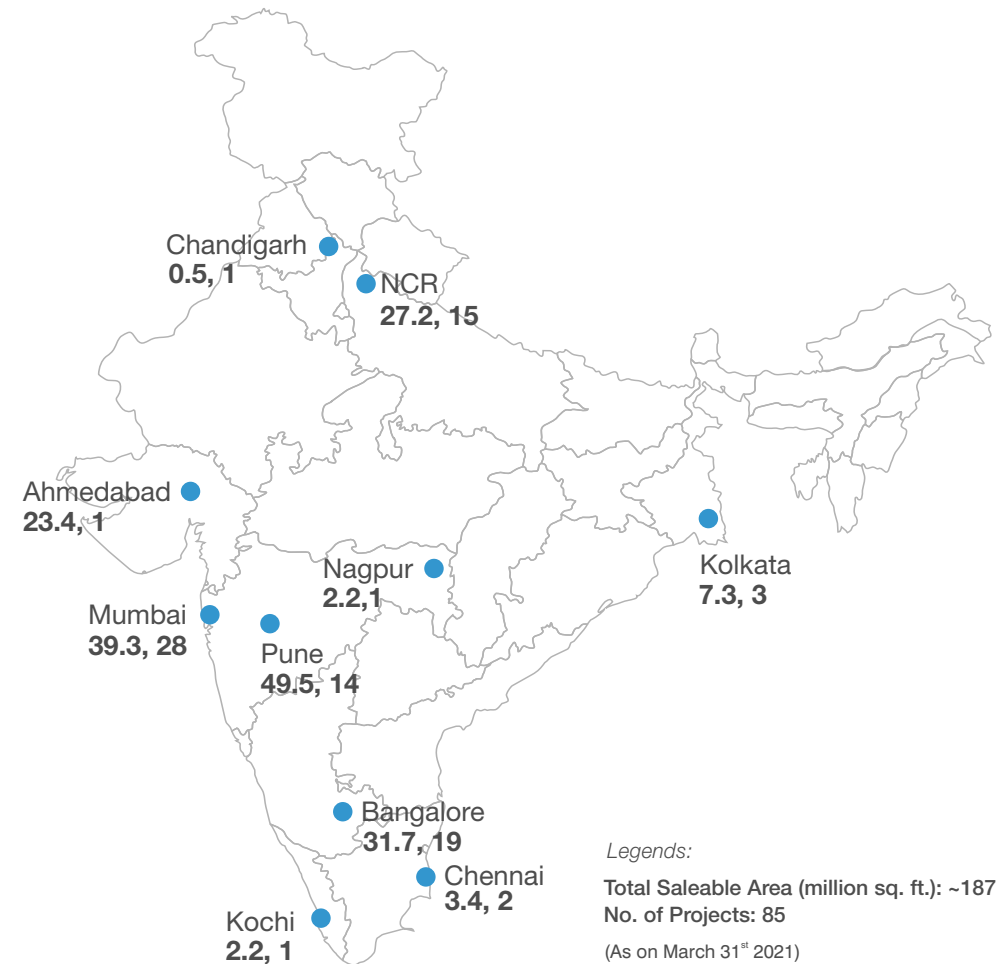 Chandigarh
0.5, 1
NCR
27.2, 15
Ahmedabad
23.4, 1
Nagpur
2.2,1
Kolkata
7.3, 3
Mumbai
39.3, 28
Pune
49.5, 14
Bangalore
31.7, 19
Chennai
3.4, 2
Kochi
2.2, 1
Legends:
Total Saleable Area (million sq. ft.): ~187
No. of Projects: 85
(As on March 31st 2021)